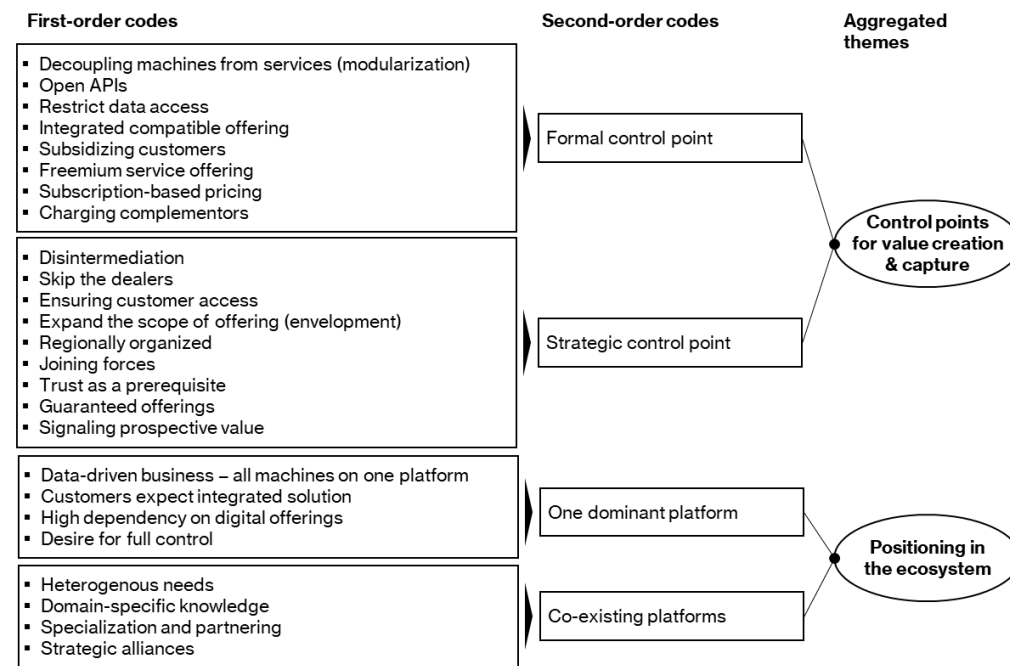 First-order codes
Second-order codes
Aggregated
themes
▪ Decoupling machines from services (modularization)
▪ Open APIs
▪ Restrict data access
▪ Integrated compatible offering
▪ Subsidizing customers
▪ Freemium service offering
▪ Subscription-based pricing
▪ Charging complementors
Formal control point
▪ Disintermediation
▪ Skip the dealers
▪ Ensuring customer access
▪ Expand the scope of offering (envelopment)
▪ Regionally organized
▪ Joining forces
▪ Trust as a prerequisite
▪ Guaranteed offerings
▪ Signaling prospective value
Strategic control point
Control points
for value creation
& capture
▪ Data-driven business – all machines on one platform
▪ Customers expect integrated solution
▪ High dependency on digital offerings
▪ Desire for full control
One dominant platform
▪ Heterogenous needs
▪ Domain-specific knowledge
▪ Specialization and partnering
▪ Strategic alliances
Co-existing platforms
Positioning in
the ecosystem